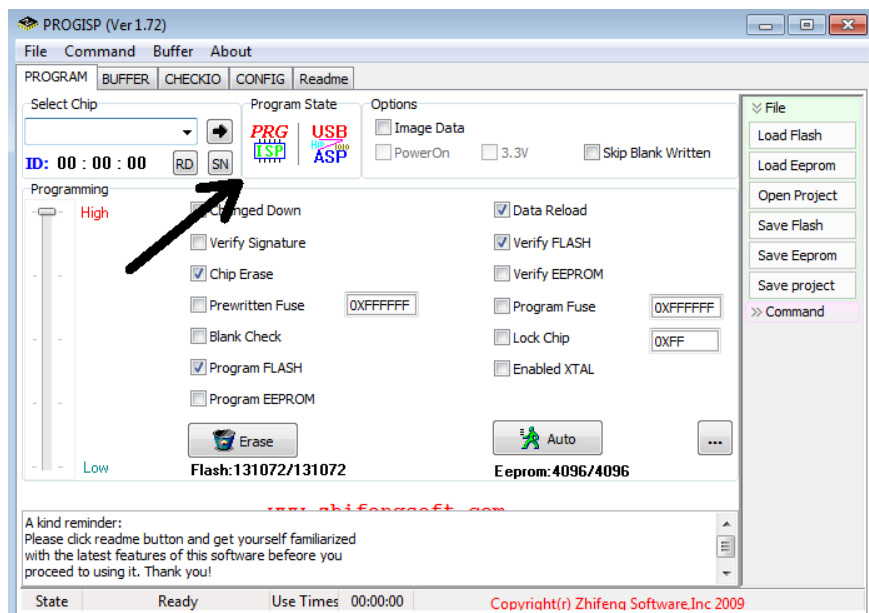 PROGISP (Ver 1.72)
File Command Buffer About
PROGRAM BUFFER CHECKIO CONFIG Readme
Select Chip
ID: 00 : 00 : 00 RD SN
Program State
PRG ISP USB ASP
Options
Image Data
PowerOn 3.3V Skip Blank Written
Programming
High
Low
Changed Down
Verify Signature
Chip Erase
Prewritten Fuse 0XFFFFFF
Blank Check
Program FLASH
Program EEPROM
Data Reload
Verify FLASH
Verify EEPROM
Program Fuse 0XFFFFFF
Lock Chip 0XFF
Enabled XTAL
Erase
Auto
...
Flash:131072/131072
Eeprom:4096/4096
www.zhifengsoft.com
A kind reminder:
Please click readme button and get
yourself familiarized
with the latest features of this software befeore you
proceed to using it. Thank you!
State Ready Use Times 00:00:00 Copyright(r) Zhifeng Software,Inc 2009
File
Load Flash
Load Eeprom
Open Project
Save Flash
Save Eeprom
Save project
Command